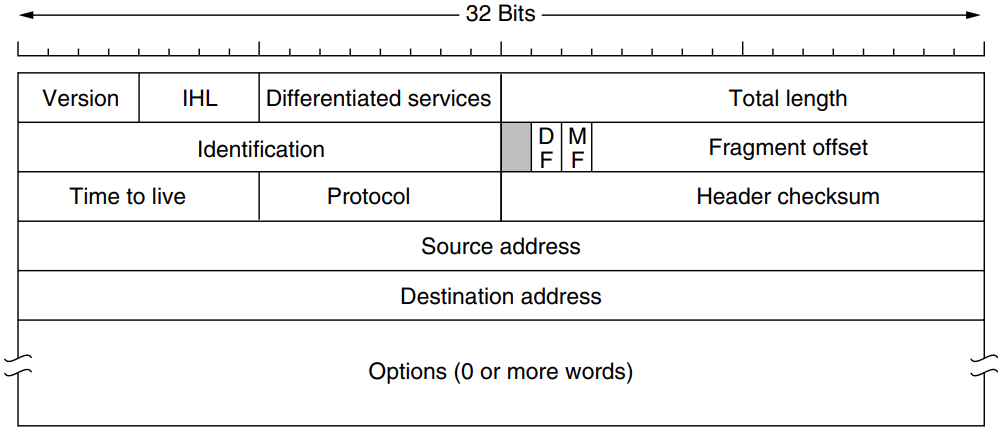 32 Bits
Version IHL Differentiated services Total length
Identification D F M F Fragment offset
Time to live Protocol Header checksum
Source address
Destination address
Options (0 or more words)